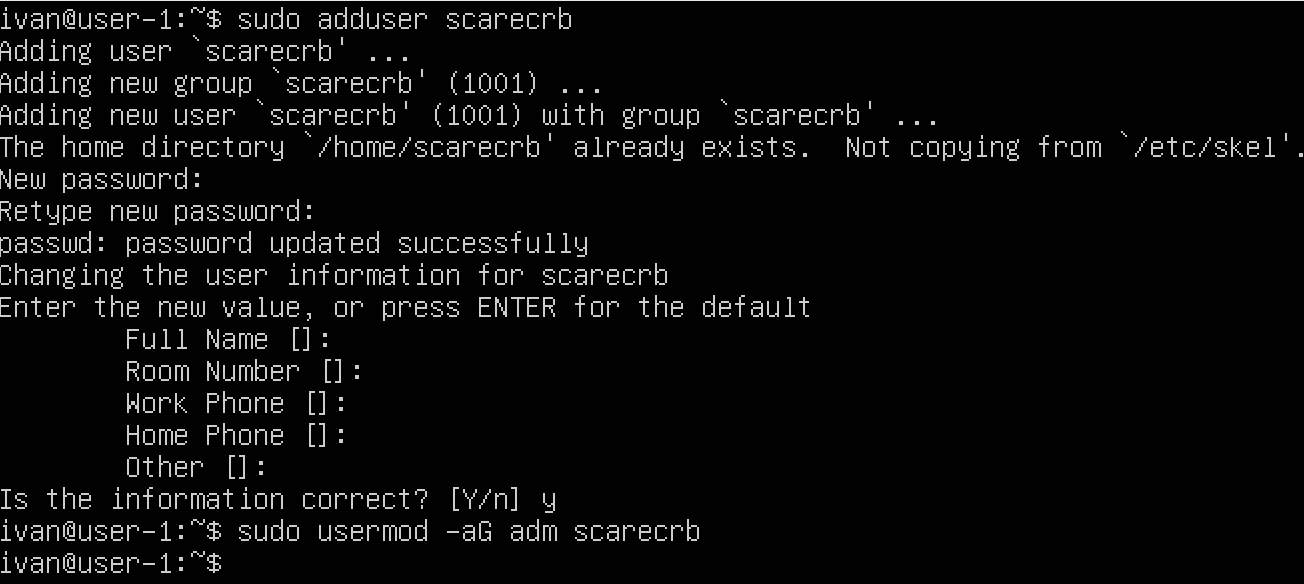 ivan@user-1:~$ sudo adduser scarecrb
Adding user `scarecrb' ...
Adding new group `scarecrb' (1001) ...
Adding new user `scarecrb' (1001) with group `scarecrb' ...
The home directory `/home/scarecrb' already exists.  Not copying from `/etc/skel'.
New password:
Retype new password:
passwd: password updated successfully
Changing the user information for scarecrb
Enter the new value, or press ENTER for the default
        Full Name []:
        Room Number []:
        Work Phone []:
        Home Phone []:
        Other []:
Is the information correct? [Y/n] y
ivan@user-1:~$ sudo usermod -aG adm scarecrb
ivan@user-1:~$